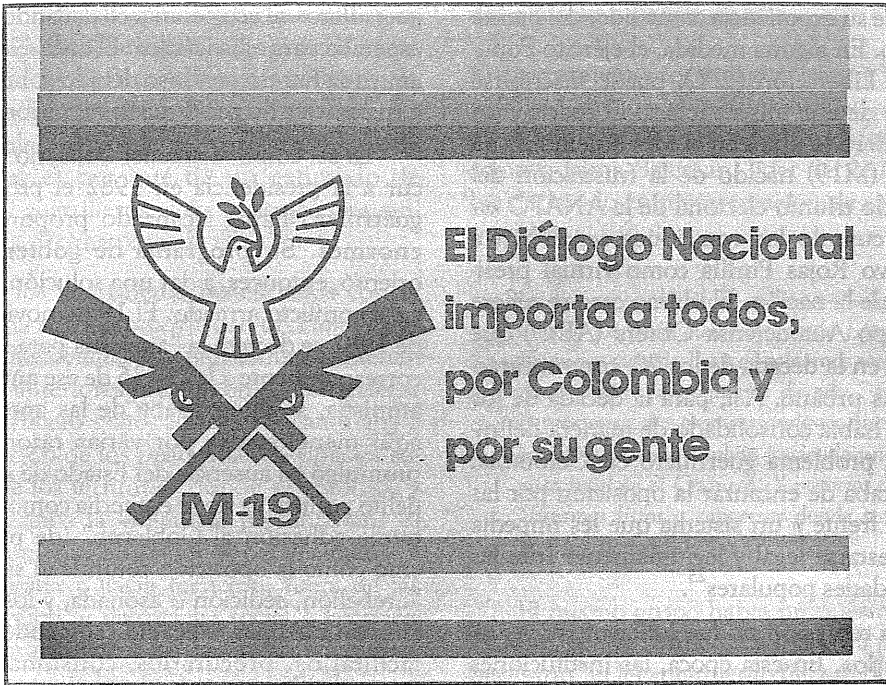 El Diálogo Nacional
importa a todos,
por Colombia y
por su gente
M-19